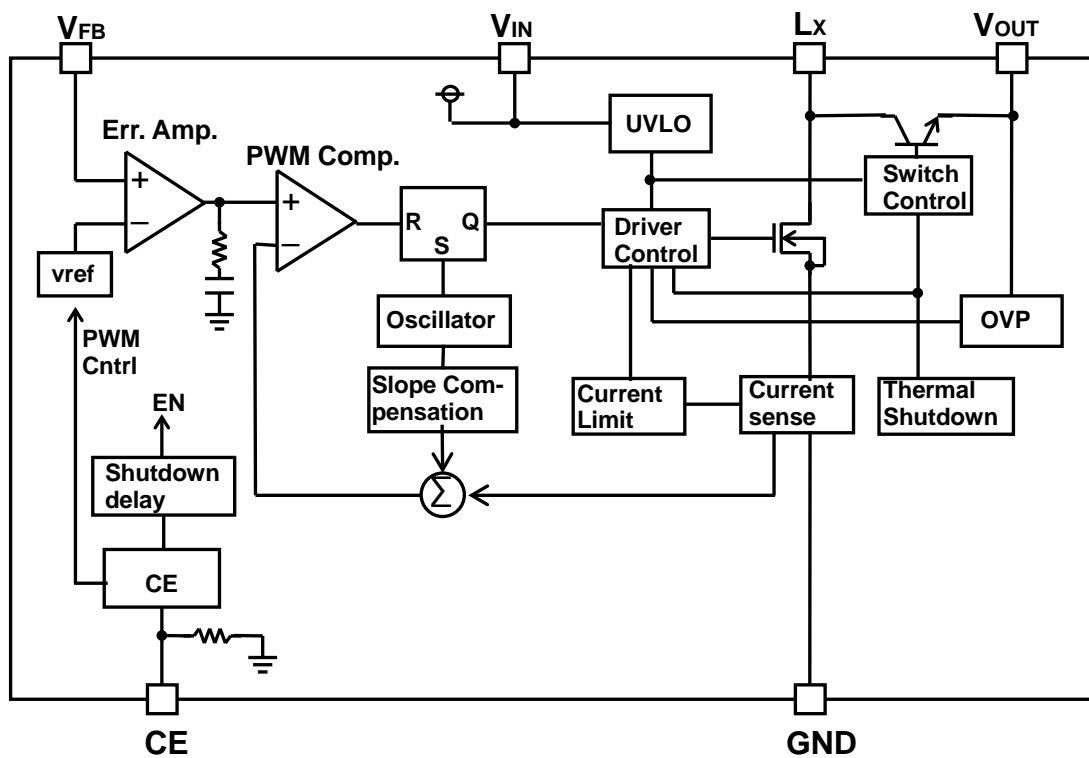 VFB
VIN
LX
VOUT
Err. Amp.
UVLO
PWM Comp.
+
−
+
−
R
Q
S
Switch
Control
Driver
Control
vref
PWM
Cntrl
Oscillator
OVP
Slope Com-
pensation
Current
Limit
Current
sense
Thermal
Shutdown
EN
Shutdown
delay
Σ
CE
CE
GND